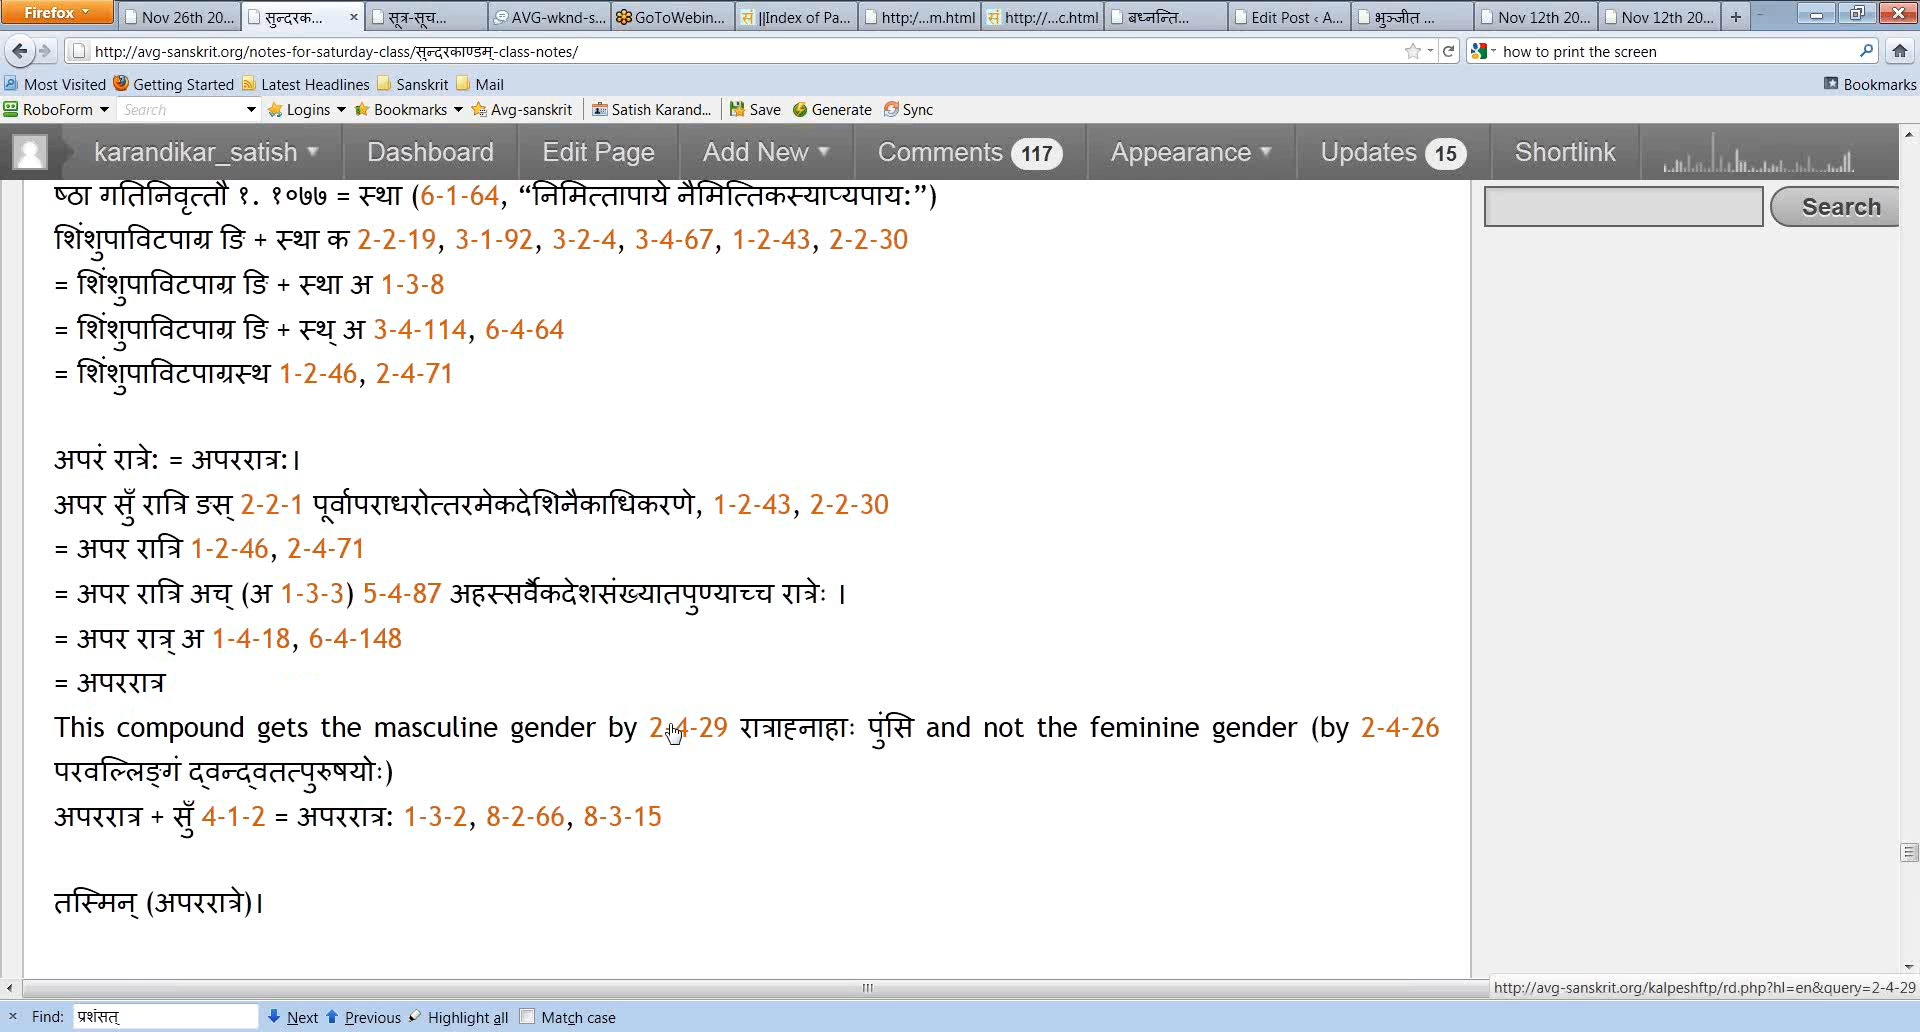 Firefox
Nov 26th 20...
सुन्दरक...
सूत्र-सूच...
AVG-wknd-s...
GoToWebin...
||Index of Pa...
http:/...m.html
http://...c.html
बध्नन्ति...
Edit Post ‹ A...
भुञ्जीत ...
Nov 12th 20...
Nov 12th 20...
http://avg-sanskrit.org/notes-for-saturday-class/सुन्दरकाण्डम्-class-notes/
how to print the screen
Most Visited Getting Started Latest Headlines Sanskrit Mail Bookmarks
RoboForm Search Logins Bookmarks Avg-sanskrit Satish Karand... Save Generate Sync
karandikar_satish Dashboard Edit Page Add New Comments 117 Appearance Updates 15 Shortlink
ष्ठा गतिनिवृत्तौ १. १०७७ = स्था (6-1-64, “निमित्तापाये नैमित्तिकस्याप्यपाय:”)
Search
शिंशुपाविटपाग्र ङि + स्था क 2-2-19, 3-1-92, 3-2-4, 3-4-67, 1-2-43, 2-2-30
= शिंशुपाविटपाग्र ङि + स्था अ 1-3-8
= शिंशुपाविटपाग्र ङि + स्थ् अ 3-4-114, 6-4-64
= शिंशुपाविटपाग्रस्थ 1-2-46, 2-4-71
अपरं रात्रे: = अपररात्र:।
अपर सुँ रात्रि ङस् 2-2-1 पूर्वापराधरोत्तरमेकदेशिनैकाधिकरणे, 1-2-43, 2-2-30
= अपर रात्रि 1-2-46, 2-4-71
= अपर रात्रि अच् (अ 1-3-3) 5-4-87 अहस्सर्वैकदेशसंख्यातपुण्याच्च रात्रेः ।
= अपर रात्र् अ 1-4-18, 6-4-148
= अपररात्र
This compound gets the masculine gender by 2-4-29 रात्राह्नाहाः पुंसि and not the feminine gender (by 2-4-26
परवल्लिङ्गं द्वन्द्वतत्पुरुषयोः)
अपररात्र + सुँ 4-1-2 = अपररात्र: 1-3-2, 8-2-66, 8-3-15
तस्मिन् (अपररात्रे)।
http://avg-sanskrit.org/kalpeshftp/rd.php?hl=en&query=2-4-29
× Find: प्रशंसत् Next Previous Highlight all Match case